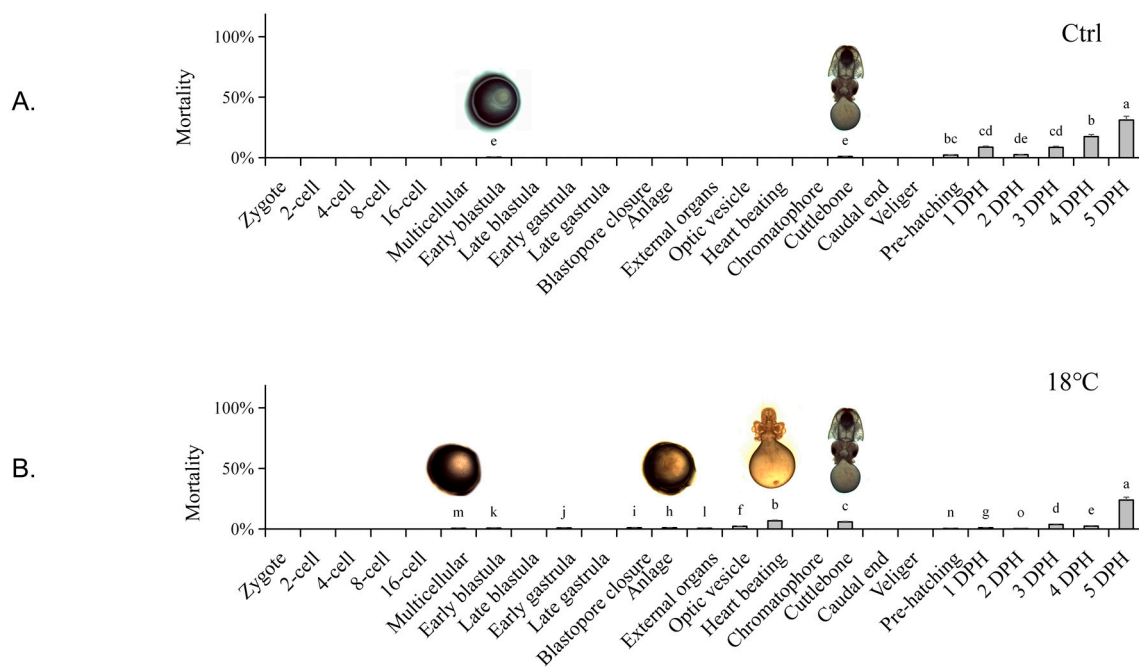 Ctrl
A.
Mortality
100%
50%
0%
e
e
bc
cd
de
cd
b
a
Zygote
2-cell
4-cell
8-cell
16-cell
Multicellular
Early blastula
Late blastula
Early gastrula
Late gastrula
Blastopore closure
Anlage
External organs
Optic vesicle
Heart beating
Chromatophore
Cuttlebone
Caudal end
Veliger
Pre-hatching
1 DPH
2 DPH
3 DPH
4 DPH
5 DPH
18°C
B.
Mortality
100%
50%
0%
m
k
j
i
h
l
f
b
c
n
g
o
d
e
a
Zygote
2-cell
4-cell
8-cell
16-cell
Multicellular
Early blastula
Late blastula
Early gastrula
Late gastrula
Blastopore closure
Anlage
External organs
Optic vesicle
Heart beating
Chromatophore
Cuttlebone
Caudal end
Veliger
Pre-hatching
1 DPH
2 DPH
3 DPH
4 DPH
5 DPH